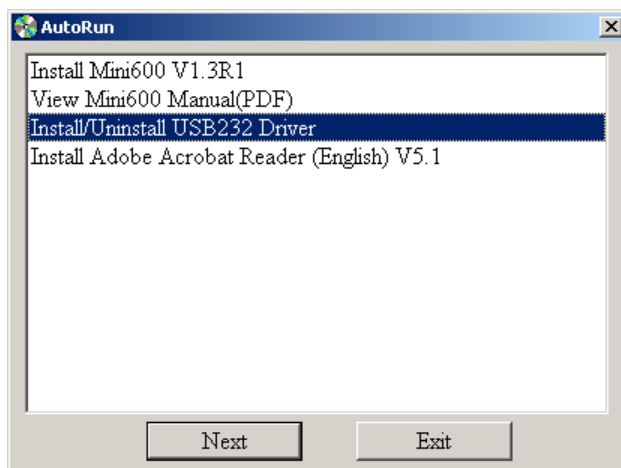 AutoRun
Install Mini600 V1.3R1
View Mini600 Manual(PDF)
Install/Uninstall USB232 Driver
Install Adobe Acrobat Reader (English) V5.1
Next Exit